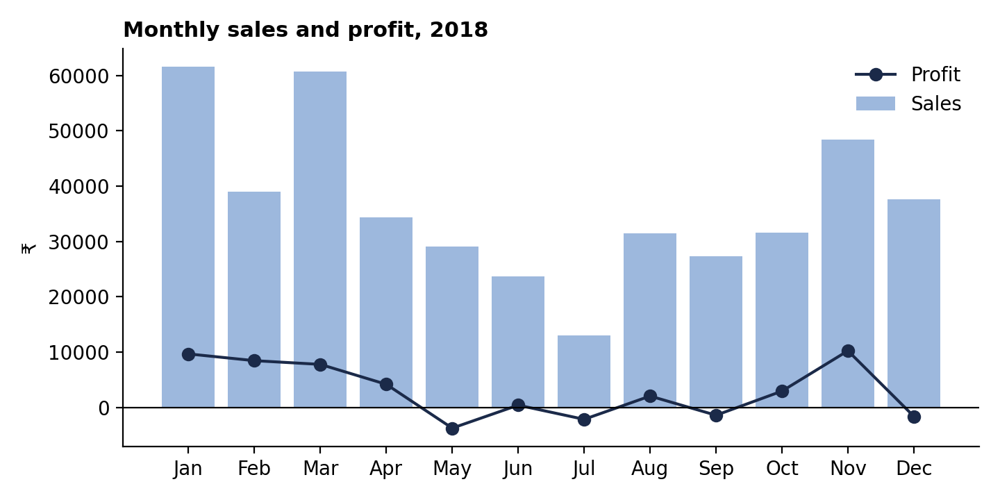 Monthly sales and profit, 2018
60000
50000
40000
30000
20000
10000
0
₹
Profit
Sales
Jan Feb Mar Apr May Jun Jul Aug Sep Oct Nov Dec